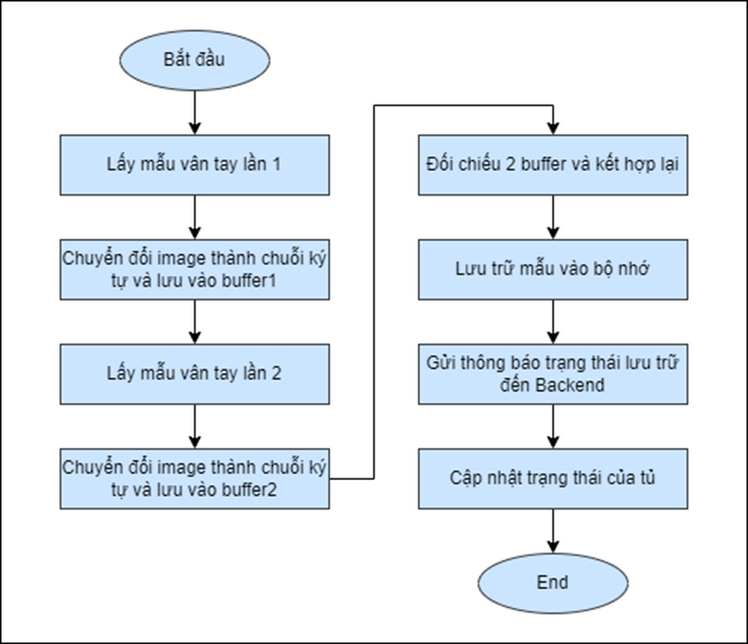 Bắt đầu
Lấy mẫu vân tay lần 1
Chuyển đổi image thành chuỗi ký
tự và lưu vào buffer1
Lấy mẫu vân tay lần 2
Chuyển đổi image thành chuỗi ký
tự và lưu vào buffer2
Đối chiếu 2 buffer và kết hợp lại
Lưu trữ mẫu vào bộ nhớ
Gửi thông báo trạng thái lưu trữ
đến Backend
Cập nhật trạng thái của tủ
End